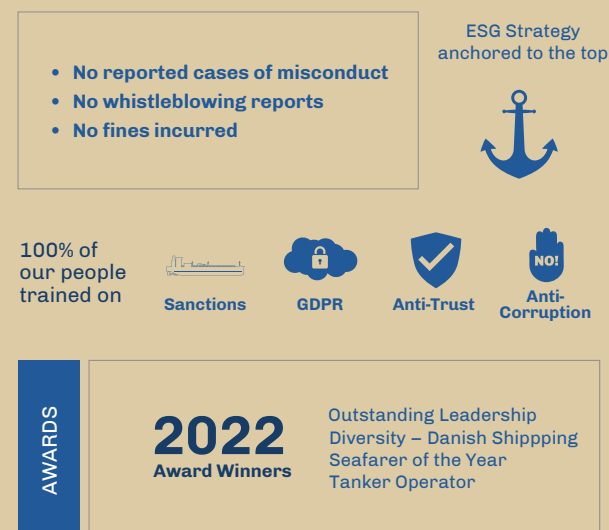 • No reported cases of misconduct
• No whistleblowing reports
• No fines incurred
ESG Strategy
anchored to the top
100% of
our people
trained on
Sanctions
GDPR
Anti-Trust
NO!
Anti-
Corruption
AWARDS
2022
Award Winners
Outstanding Leadership
Diversity – Danish Shippping
Seafarer of the Year
Tanker Operator